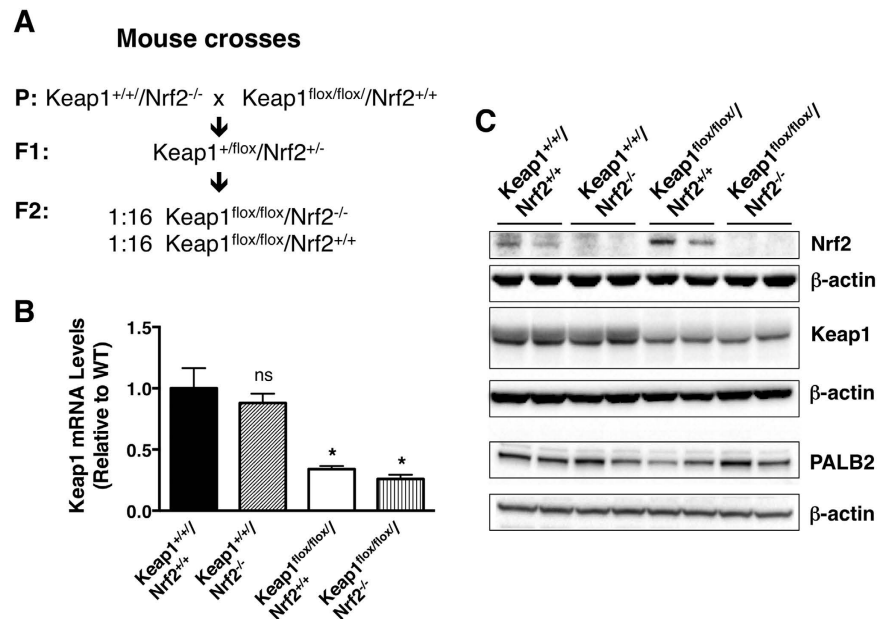 A
Mouse crosses
P: Keap1+/+/Nrf2-/- x Keap1flox/flox/Nrf2+/+
F1: Keap1+/flox/Nrf2+/-
F2: 1:16 Keap1flox/flox/Nrf2-/-
1:16 Keap1flox/flox/Nrf2+/+
B
Keap1 mRNA Levels
(Relative to WT)
1.5
1.0
0.5
0.0
ns
*
*
Keap1+/+/
Nrf2+/+
Keap1+/+/
Nrf2-/-
Keap1flox/flox/
Nrf2+/+
Keap1flox/flox/
Nrf2-/-
C
Keap1+/+/
Nrf2+/+
Keap1+/+/
Nrf2-/-
Keap1flox/flox/
Nrf2+/+
Keap1flox/flox/
Nrf2-/-
Nrf2
β-actin
Keap1
β-actin
PALB2
β-actin